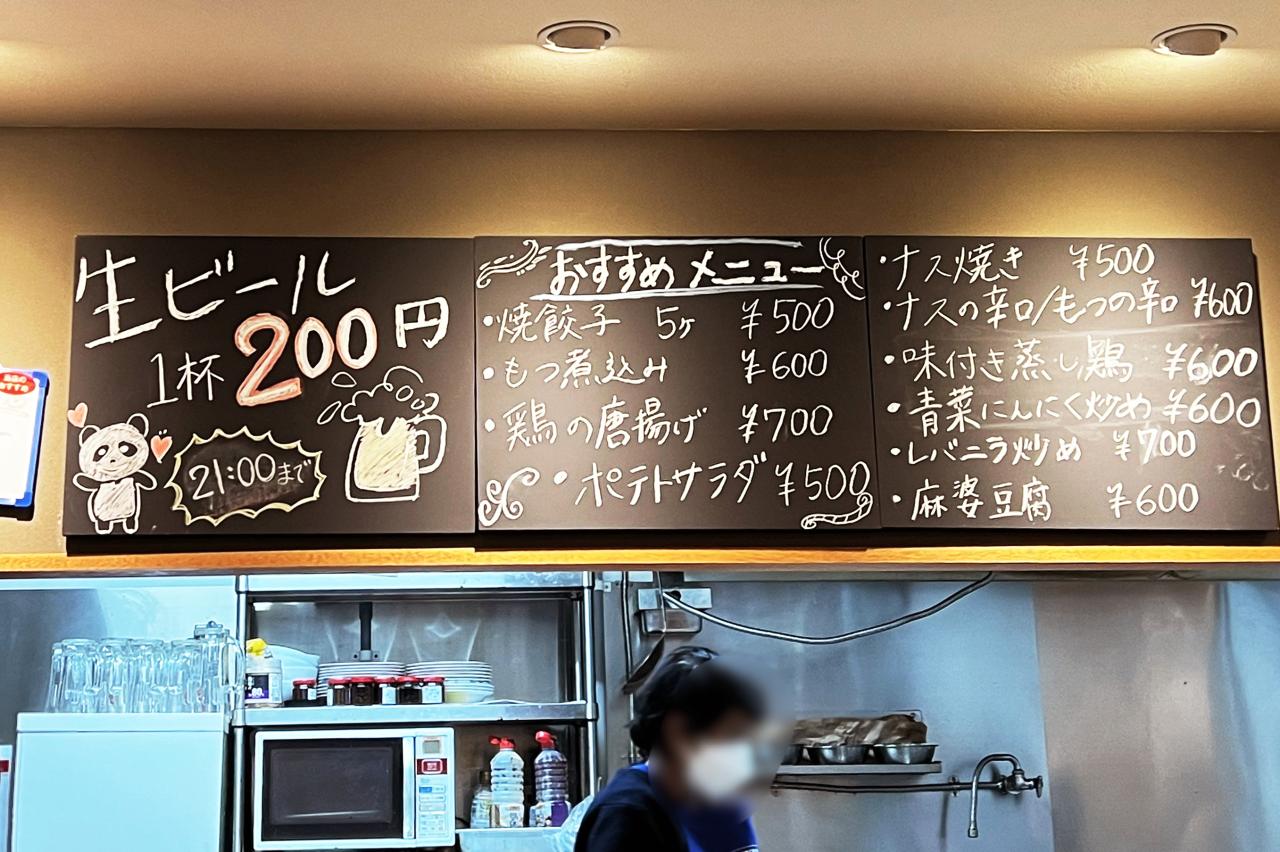 生ビール
1杯 200円
21:00まで
おすすめメニュー
・焼餃子 5ヶ ¥500
・もつ煮込み ¥600
・鶏の唐揚げ ¥700
・ポテトサラダ ¥500
・ナス焼き ¥500
・ナスの辛口/もつの辛口 ¥600
・味付き蒸し鶏 ¥600
・青菜にんにく炒め ¥600
・レバニラ炒め ¥700
・麻婆豆腐 ¥600